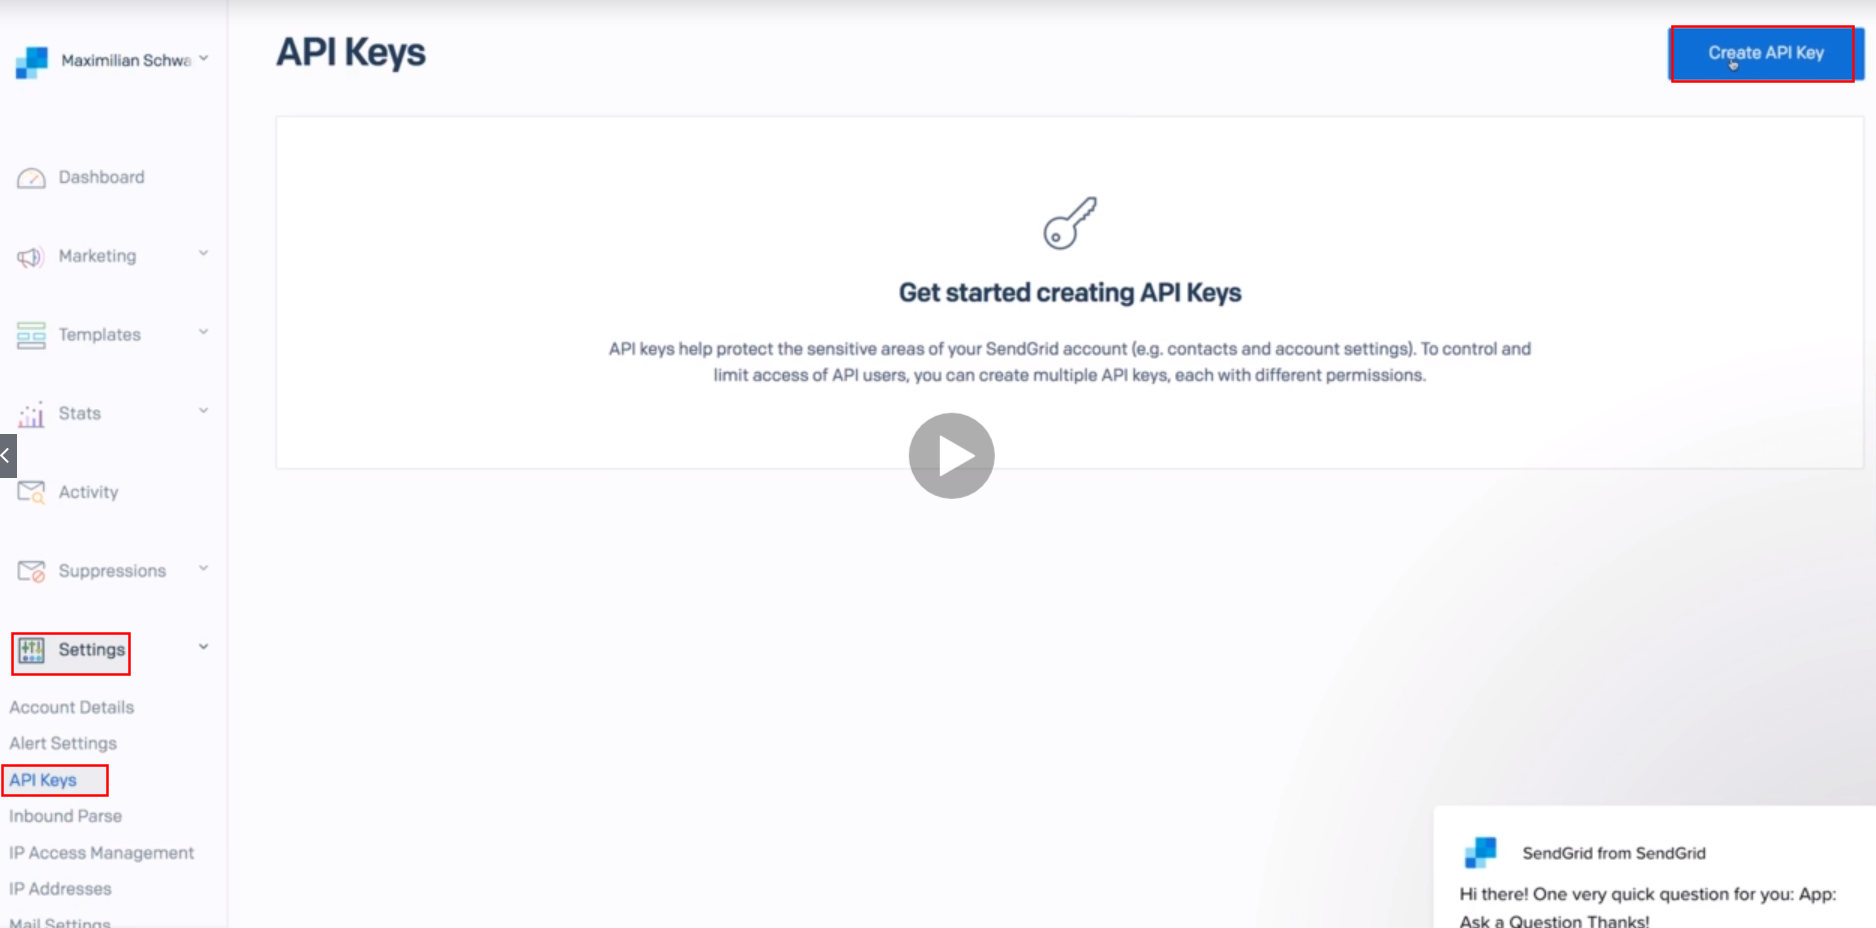 Maximilian Schwa
Dashboard
Marketing
Templates
Stats
Activity
Suppressions
Settings
Account Details
Alert Settings
API Keys
Inbound Parse
IP Access Management
IP Addresses
Mail Settings
API Keys
Create API Key
Get started creating API Keys
API keys help protect the sensitive areas of your SendGrid account (e.g. contacts and account settings). To control and
limit access of API users, you can create multiple API keys, each with different permissions.
SendGrid from SendGrid
Hi there! One very quick question for you: App:
Ask a Question Thanks!